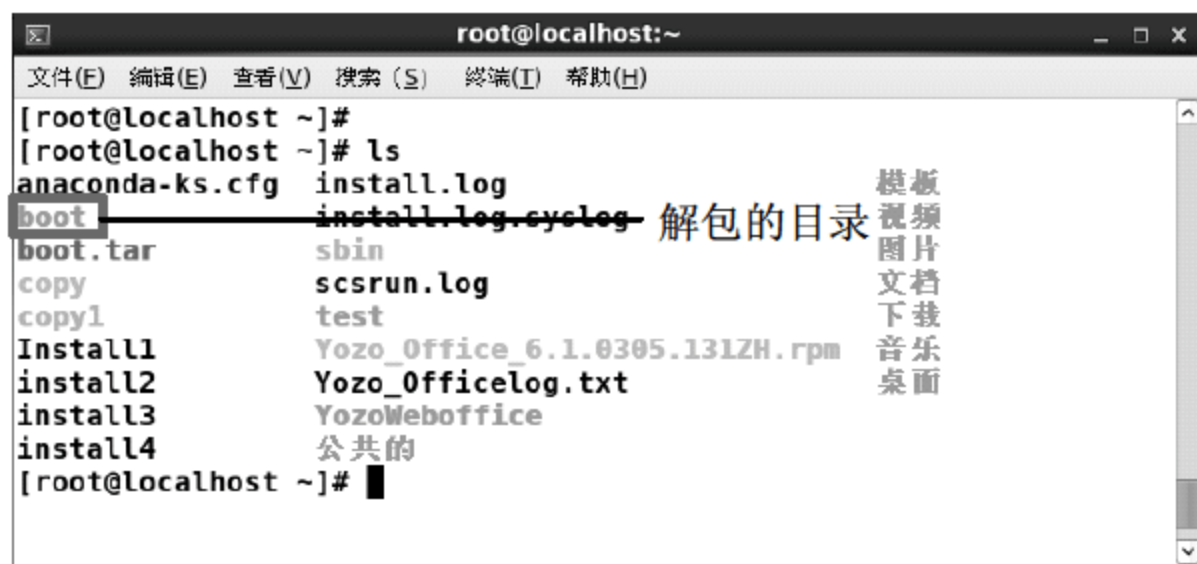 root@localhost:~
文件(F) 编辑(E) 查看(V) 搜索（S） 终端(T) 帮助(H)
[root@localhost ~]#
[root@localhost ~]# ls
anaconda-ks.cfg install.log 模板
boot install.log.syslog 解包的目录 视频
boot.tar sbin 图片
copy scsrun.log 文档
copy1 test 下载
Install1 Yozo_Office_6.1.0305.131ZH.rpm 音乐
install2 Yozo_Officelog.txt 桌面
install3 YozoWeboffice
install4 公共的
[root@localhost ~]#